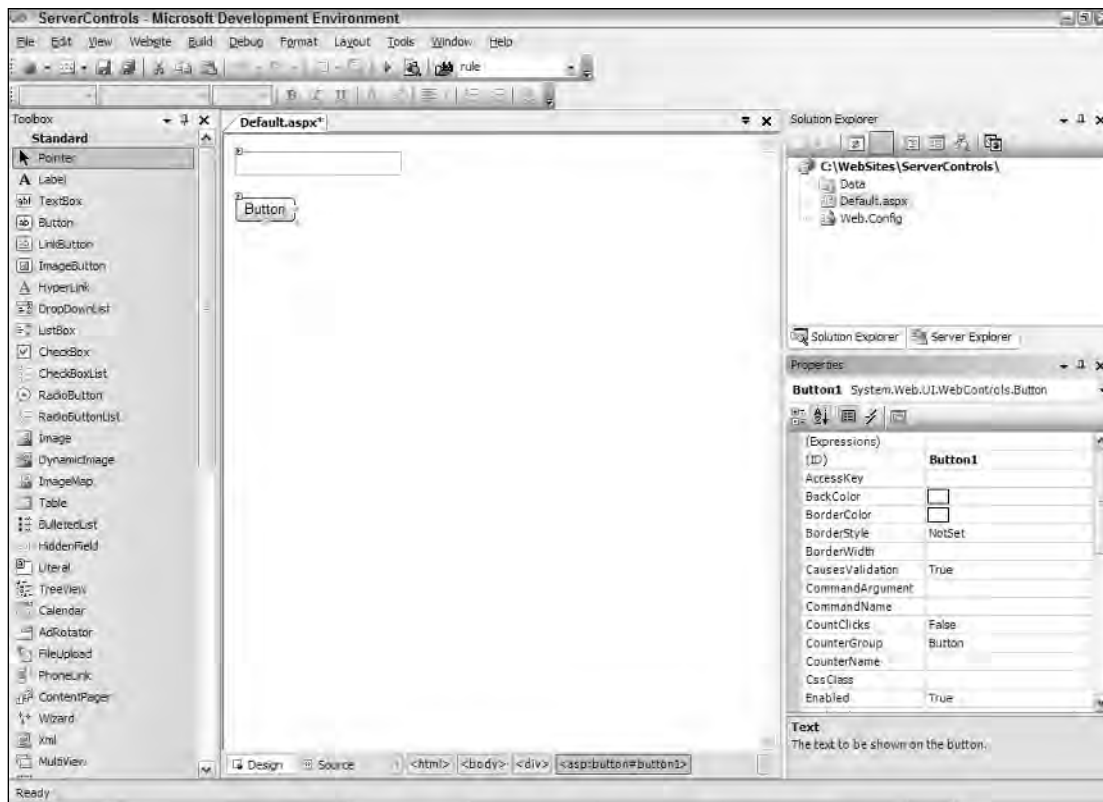 ServerControls - Microsoft Development Environment
File Edit View Website Build Debug Format Layout Tools Window Help
rule
B I U
Toolbox
Standard
Pointer
A Label
abl TextBox
ab Button
LinkButton
ImageButton
A HyperLink
DropDownList
ListBox
CheckBox
CheckBoxList
RadioButton
RadioButtonList
Image
DynamicImage
ImageMap
Table
BulletedList
HiddenField
Literal
TreeView
Calendar
AdRotator
FileUpload
PhoneLink
ContentPager
Wizard
Xml
MultiView
Default.aspx*
Button
Design Source <html> <body> <div> <asp:button#button1>
Solution Explorer
C:\WebSites\ServerControls\
Data
Default.aspx
Web.Config
Solution Explorer Server Explorer
Properties
Button1 System.Web.UI.WebControls.Button
(Expressions)
(ID) Button1
AccessKey
BackColor
BorderColor
BorderStyle NotSet
BorderWidth
CausesValidation True
CommandArgument
CommandName
CountClicks False
CounterGroup Button
CounterName
CssClass
Enabled True
Text
The text to be shown on the button.
Ready